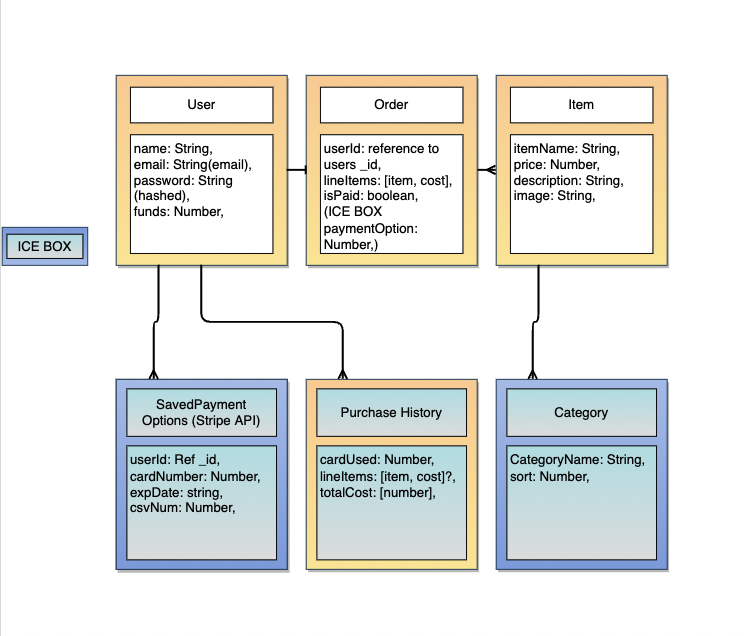 User
name: String,
email: String(email),
password: String
(hashed),
funds: Number,
Order
userId: reference to
users _id,
lineItems: [item, cost],
isPaid: boolean,
(ICE BOX
paymentOption:
Number,)
Item
itemName: String,
price: Number,
description: String,
image: String,
ICE BOX
SavedPayment
Options (Stripe API)
userId: Ref _id,
cardNumber: Number,
expDate: string,
csvNum: Number,
Purchase History
cardUsed: Number,
lineItems: [item, cost]?,
totalCost: [number],
Category
CategoryName: String,
sort: Number,